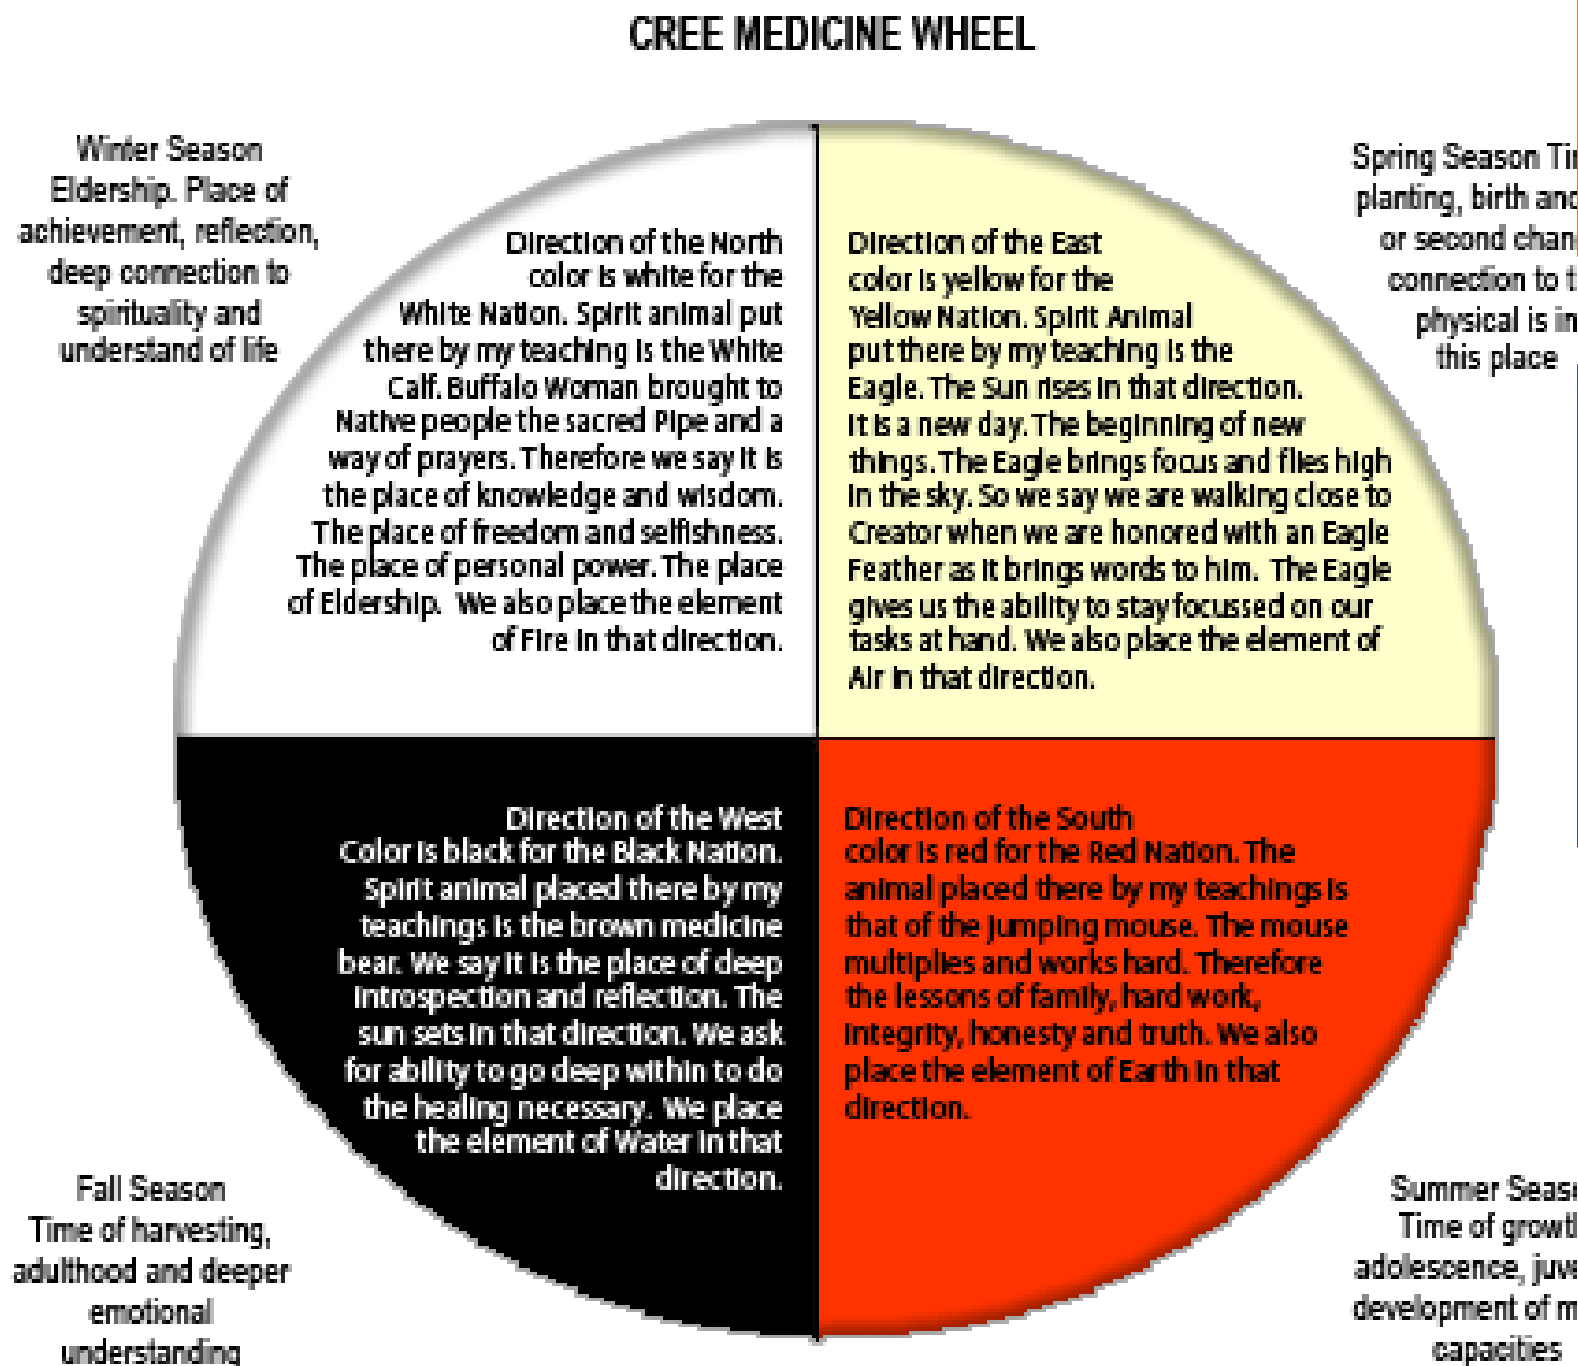 CREE MEDICINE WHEEL
Winter Season
Eldership. Place of
achievement, reflection,
deep connection to
spirituality and
understand of life
Spring Season
planting, birth
or second
connection to
physical is
this place
Direction of the North
color is white for the
White Nation. Spirit animal put
there by my teaching is the White
Calf. Buffalo Woman brought to
Native people the sacred Pipe and a
way of prayers. Therefore we say it is
the place of knowledge and wisdom.
The place of freedom and selfishness.
The place of personal power. The place
of Eldership. We also place the element
of Fire in that direction.
Direction of the East
color is yellow for the
Yellow Nation. Spirit Animal
put there by my teaching is the
Eagle. The Sun rises in that direction.
It is a new day. The beginning of new
things. The Eagle brings focus and flies high
in the sky. So we say we are walking close to
Creator when we are honored with an Eagle
Feather as it brings words to him. The Eagle
gives us the ability to stay focussed on our
tasks at hand. We also place the element of
Air in that direction.
Direction of the West
Color is black for the Black Nation.
Spirit animal placed there by my
teachings is the brown medicine
bear. We say it is the place of deep
introspection and reflection. The
sun sets in that direction. We ask
for ability to go deep within to do
the healing necessary. We place
the element of Water in that
direction.
Direction of the South
color is red for the Red Nation. The
animal placed there by my teachings is
that of the jumping mouse. The mouse
multiplies and works hard. Therefore
the lessons of family, hard work,
integrity, honesty and truth. We also
place the element of Earth in that
direction.
Fall Season
Time of harvesting,
adulthood and deeper
emotional
understanding
Summer
Time of
adolescence,
development of
capacities